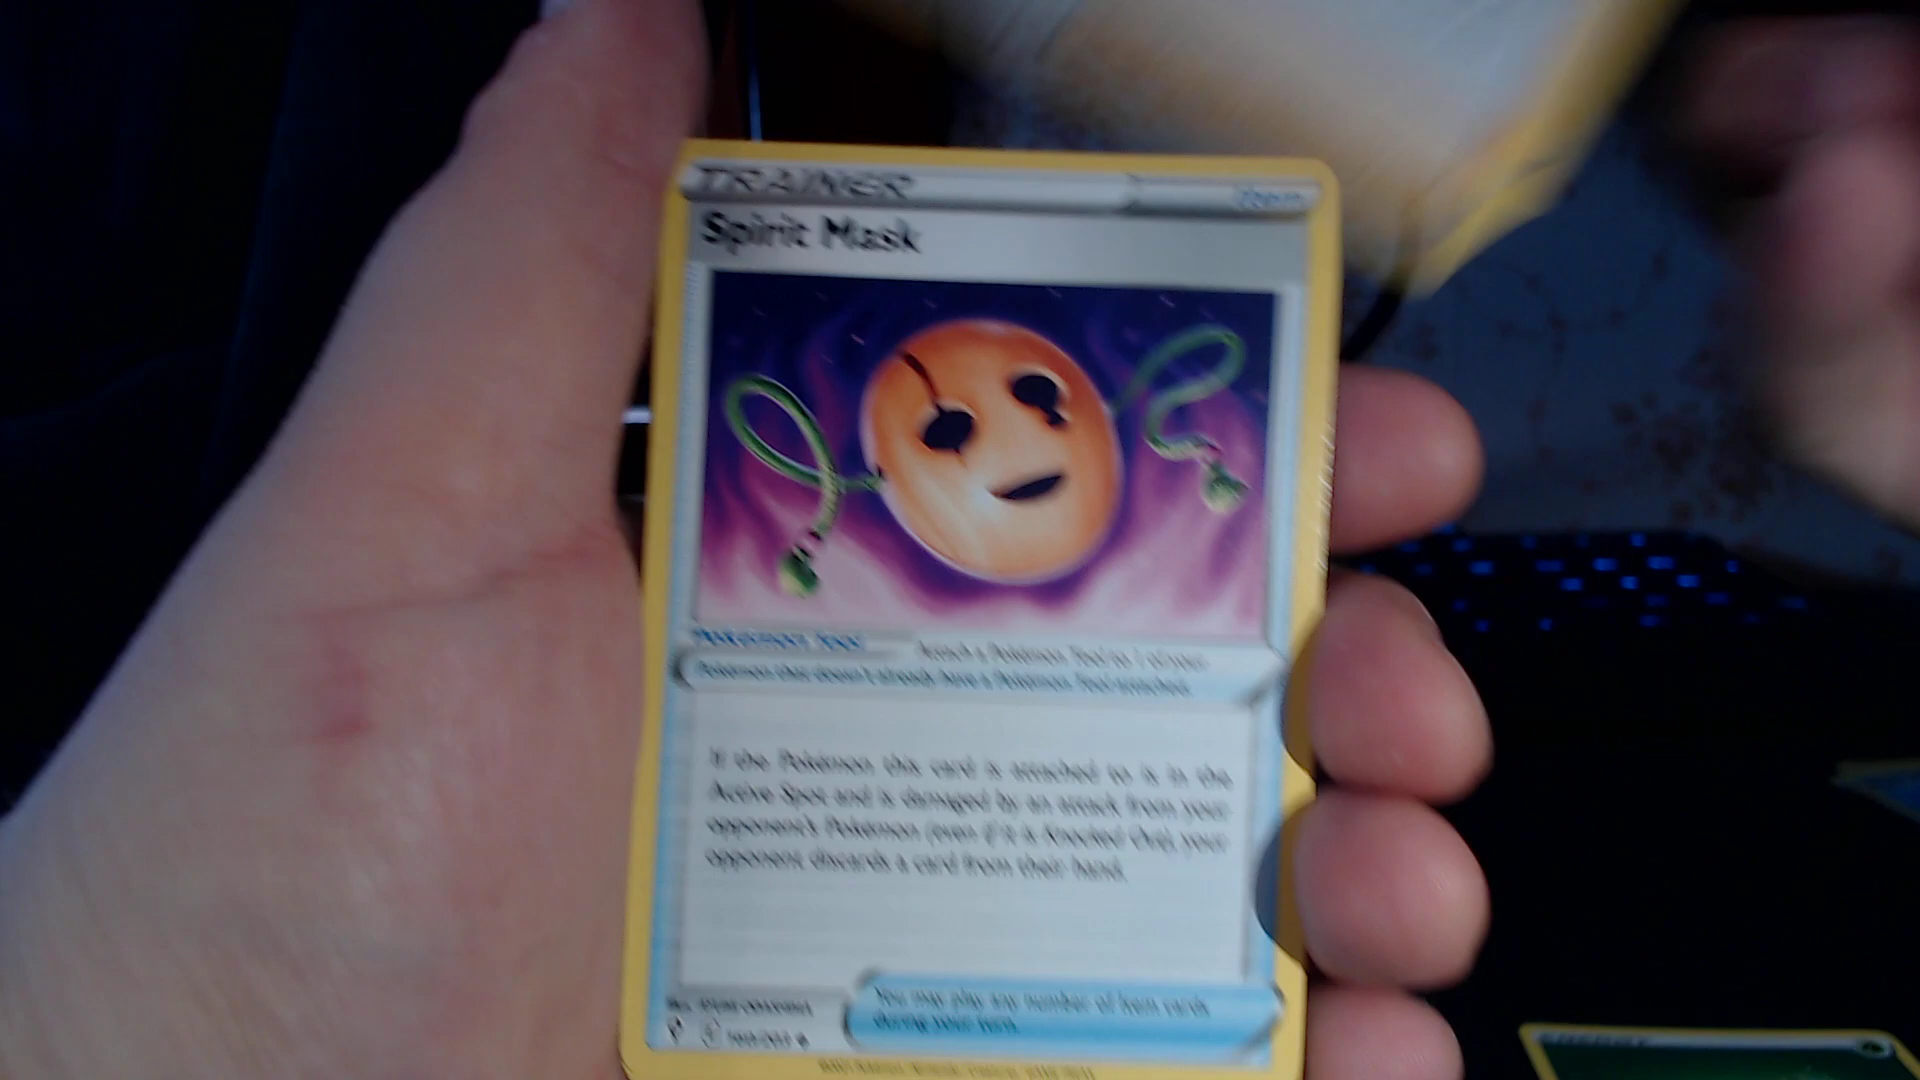 TRAINER Item
Spirit Mask
Pokémon Tool Attach a Pokémon Tool to 1 of your
Pokémon that doesn't already have a Pokémon Tool attached.
If the Pokémon this card is attached to is in the
Active Spot and is damaged by an attack from your
opponent's Pokémon (even if it is Knocked Out), your
opponent discards a card from their hand.
You may play any number of Item cards
during your turn.
ENERGY